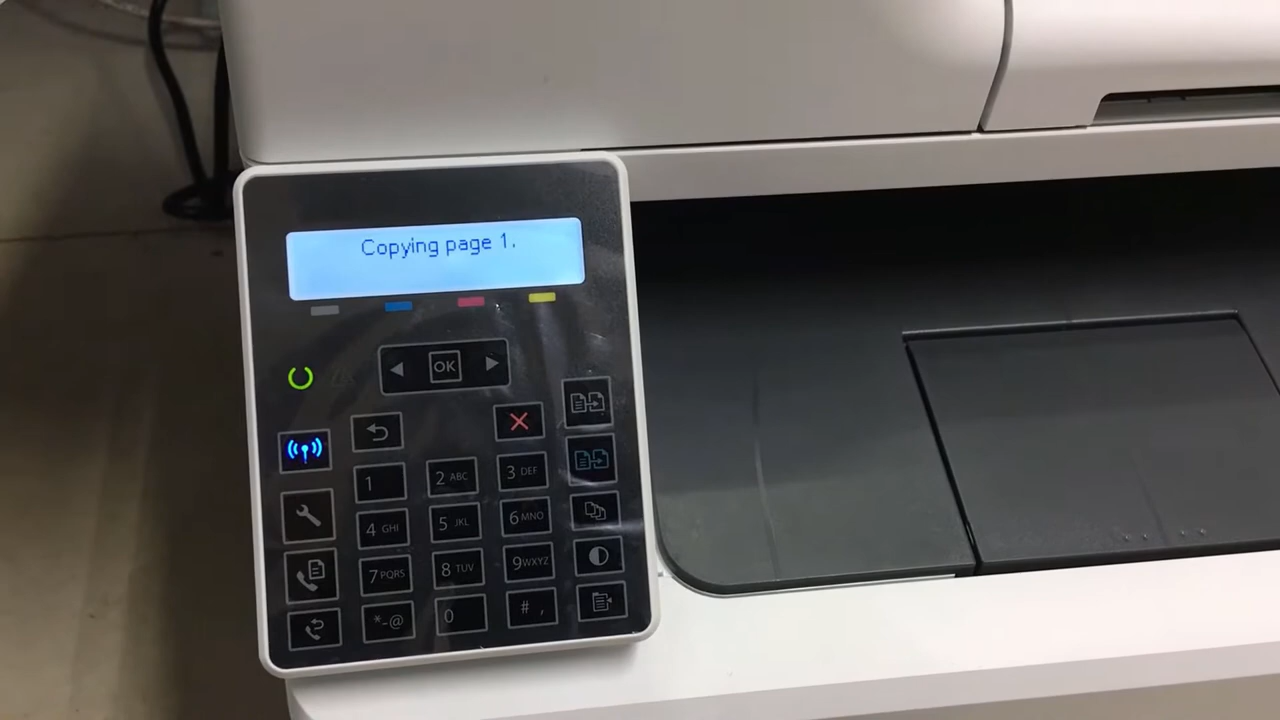 Copying page 1.
OK
1
2 ABC
3 DEF
4 GHI
5 JKL
6 MNO
7 PQRS
8 TUV
9 WXYZ
*-@
0
# ,